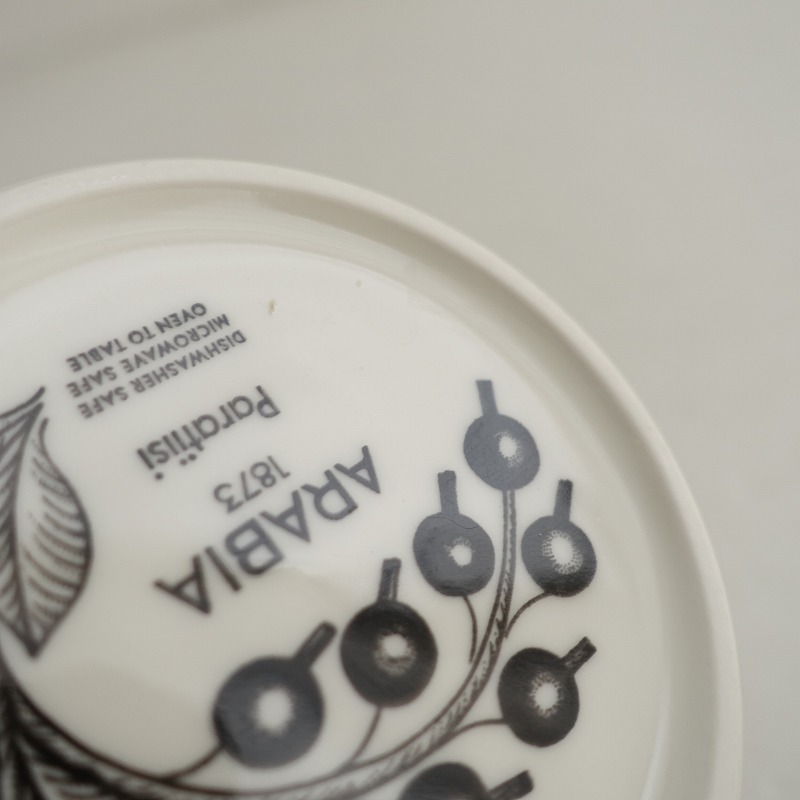 ARABIA
1873
Paratiisi
DISHWASHER SAFE
MICROWAVE SAFE
OVEN TO TABLE